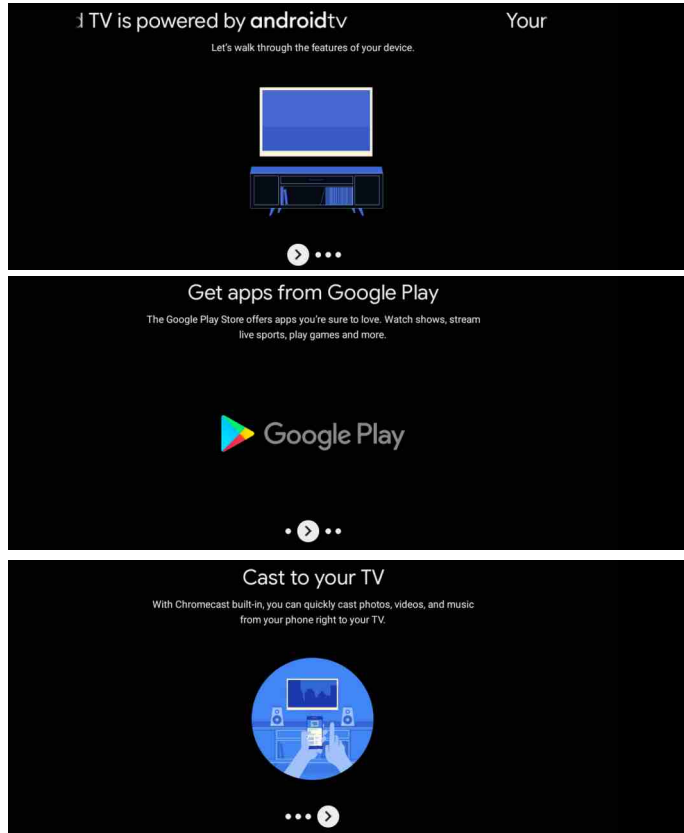 d TV is powered by androidtv Your
Let's walk through the features of your device.
Get apps from Google Play
The Google Play Store offers apps you're sure to love. Watch shows, stream
live sports, play games and more.
Google Play
Cast to your TV
With Chromecast built-in, you can quickly cast photos, videos, and music
from your phone right to your TV.